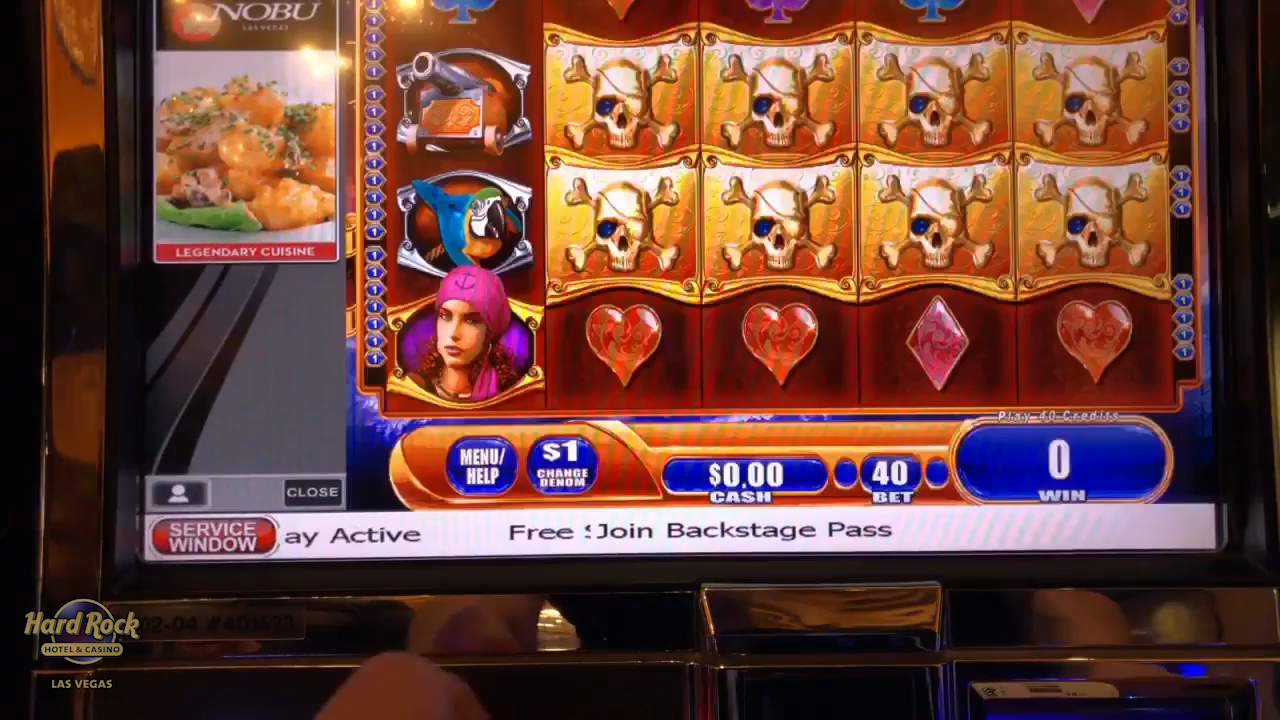 NOBU
LAS VEGAS
LEGENDARY CUISINE
CLOSE
MENU/
HELP
$1
CHANGE
DENOM
$0.00
CASH
40
BET
Play 40 Credits
0
WIN
SERVICE
WINDOW
ay Active
Free
Join Backstage Pass
Hard Rock
HOTEL & CASINO
LAS VEGAS